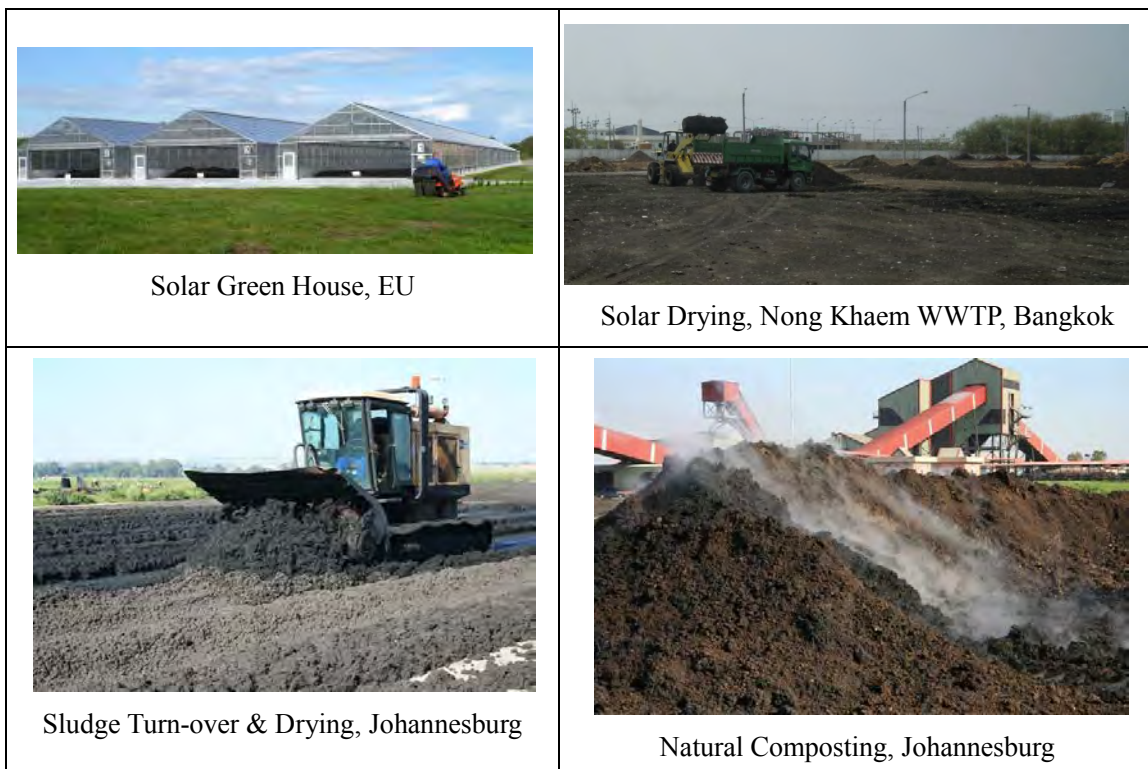 Solar Green House, EU
Solar Drying, Nong Khaem WWTP, Bangkok
Sludge Turn-over & Drying, Johannesburg
Natural Composting, Johannesburg